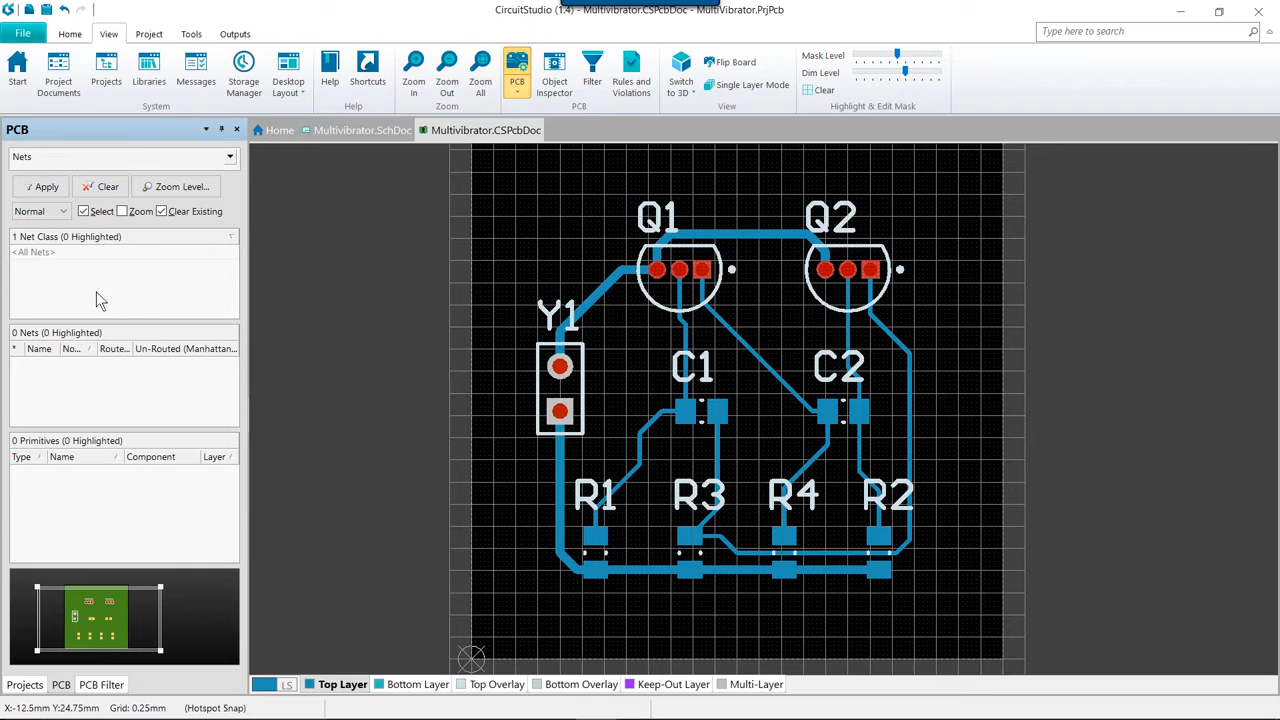 CircuitStudio (1.4) - Multivibrator.CSPcbDoc - MultiVibrator.PrjPcb
File
Home
View
Project
Tools
Outputs
Type here to search
Start
Project Documents
Projects
Libraries
Messages
Storage Manager
Desktop Layout
System
Help
Shortcuts
Help
Zoom In
Zoom Out
Zoom All
Zoom
PCB
Object Inspector
Filter
Rules and Violations
PCB
Switch to 3D
Flip Board
Single Layer Mode
View
Mask Level
Dim Level
Clear
Highlight & Edit Mask
PCB
Home
Multivibrator.SchDoc
Multivibrator.CSPcbDoc
Nets
Apply
Clear
Zoom Level...
Normal
Select
Zoom
Clear Existing
1 Net Class (0 Highlighted)
<All Nets>
0 Nets (0 Highlighted)
* Name No... Route... Un-Routed (Manhattan...
0 Primitives (0 Highlighted)
Type Name Component Layer
Q1
Q2
Y1
C1
C2
R1
R3
R4
R2
Projects
PCB
PCB Filter
LS
Top Layer
Bottom Layer
Top Overlay
Bottom Overlay
Keep-Out Layer
Multi-Layer
X:-12.5mm Y:24.75mm Grid: 0.25mm (Hotspot Snap)